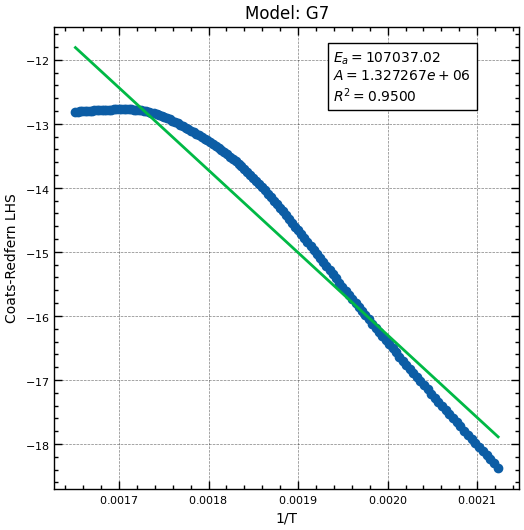 Model: G7
E_a = 107037.02
A = 1.327267e + 06
R² = 0.9500
Coats-Redfern LHS
−12
−13
−14
−15
−16
−17
−18
0.0017 0.0018 0.0019 0.0020 0.0021
1/T